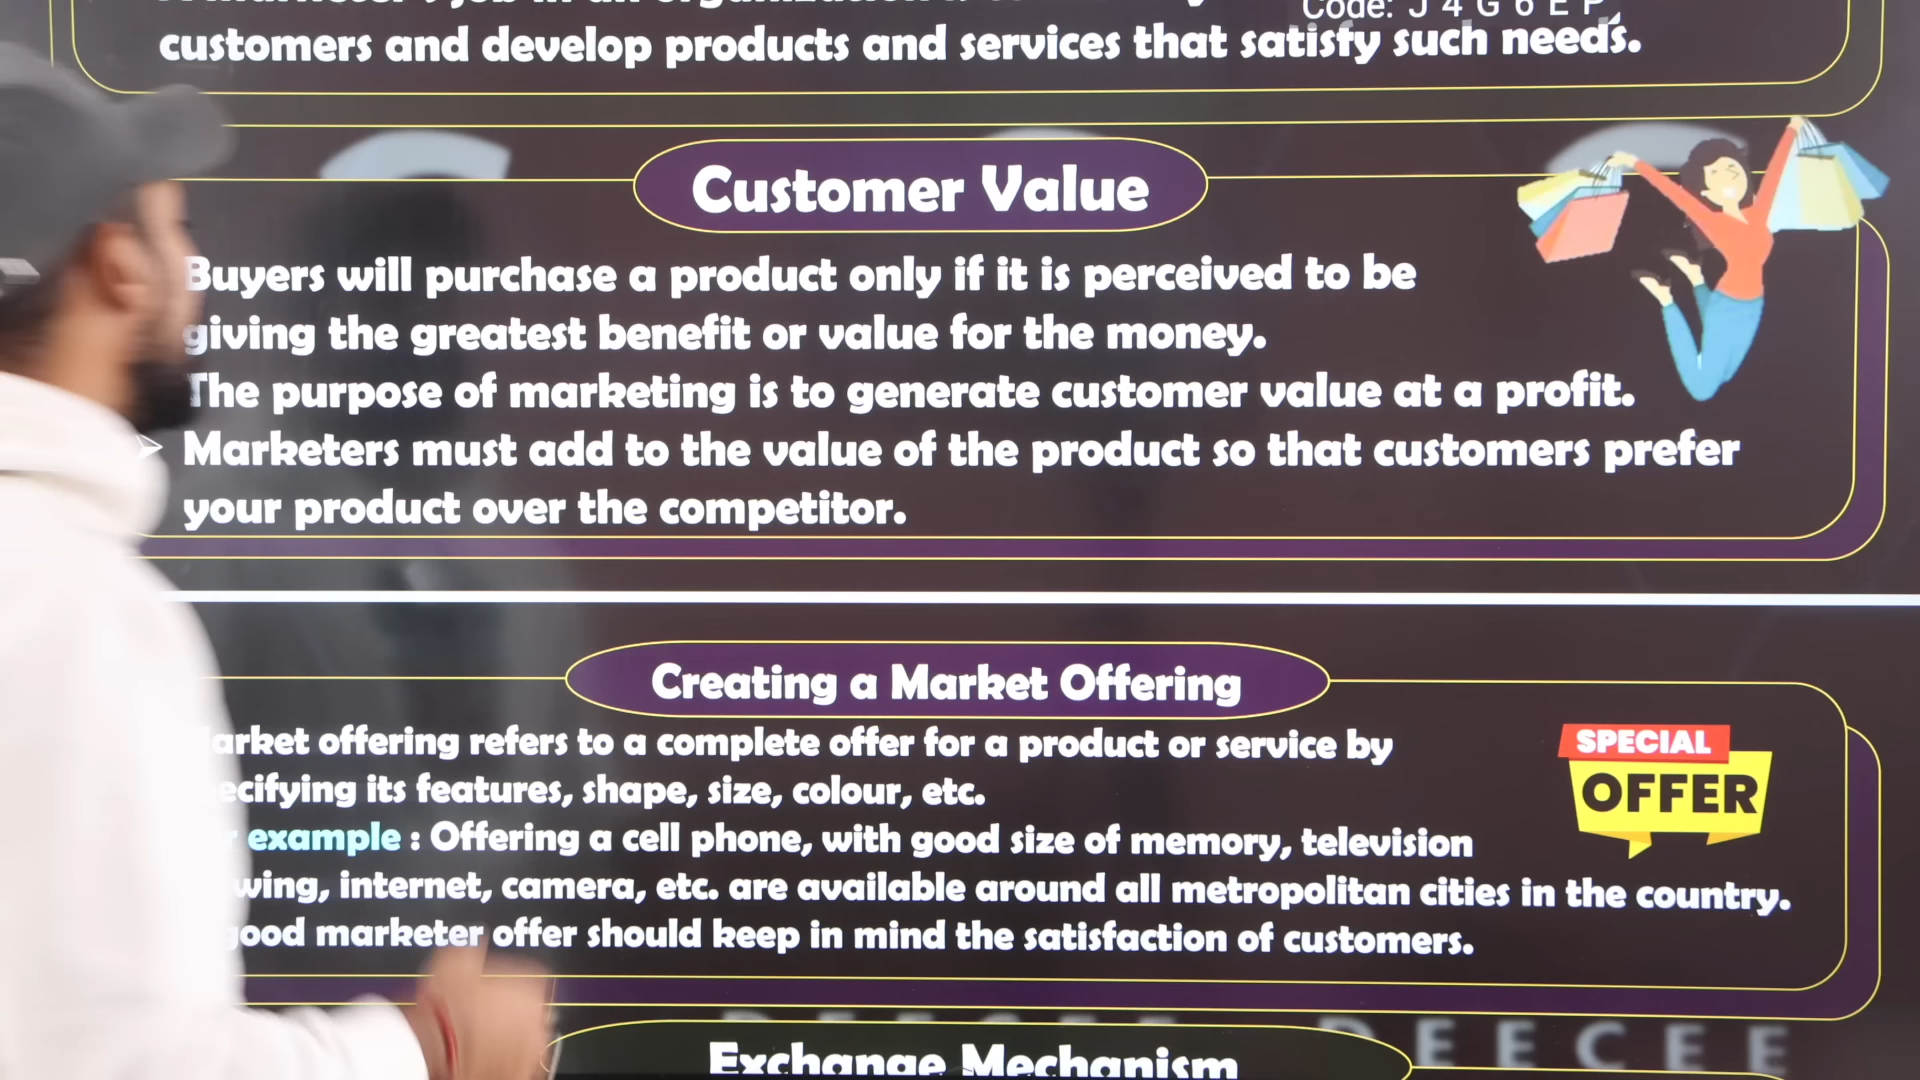 Code: J 4 G 6 E P
customers and develop products and services that satisfy such needs.
Customer Value
Buyers will purchase a product only if it is perceived to be
giving the greatest benefit or value for the money.
The purpose of marketing is to generate customer value at a profit.
Marketers must add to the value of the product so that customers prefer
your product over the competitor.
Creating a Market Offering
arket offering refers to a complete offer for a product or service by
ecifying its features, shape, size, colour, etc.
example : Offering a cell phone, with good size of memory, television
wing, internet, camera, etc. are available around all metropolitan cities in the country.
good marketer offer should keep in mind the satisfaction of customers.
SPECIAL
OFFER
Exchange Mechanism
DEECEE